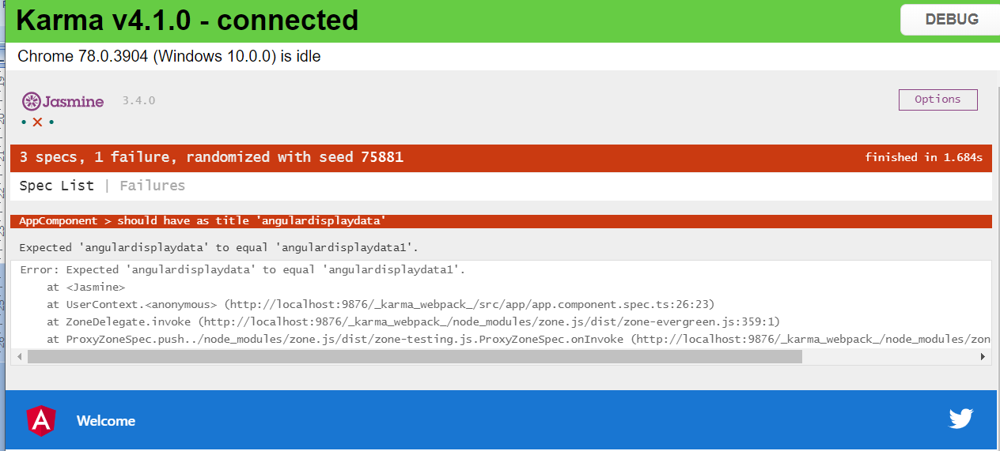 Karma v4.1.0 - connected
DEBUG
Chrome 78.0.3904 (Windows 10.0.0) is idle
Jasmine 3.4.0
Options
3 specs, 1 failure, randomized with seed 75881
finished in 1.684s
Spec List | Failures
AppComponent > should have as title 'angulardisplaydata'
Expected 'angulardisplaydata' to equal 'angulardisplaydata1'.
Error: Expected 'angulardisplaydata' to equal 'angulardisplaydata1'.
at <Jasmine>
at UserContext.<anonymous> (http://localhost:9876/_karma_webpack_/src/app/app.component.spec.ts:26:23)
at ZoneDelegate.invoke (http://localhost:9876/_karma_webpack_/node_modules/zone.js/dist/zone-evergreen.js:359:1)
at ProxyZoneSpec.push../node_modules/zone.js/dist/zone-testing.js.ProxyZoneSpec.onInvoke (http://localhost:9876/_karma_webpack_/node_modules/zon
Welcome